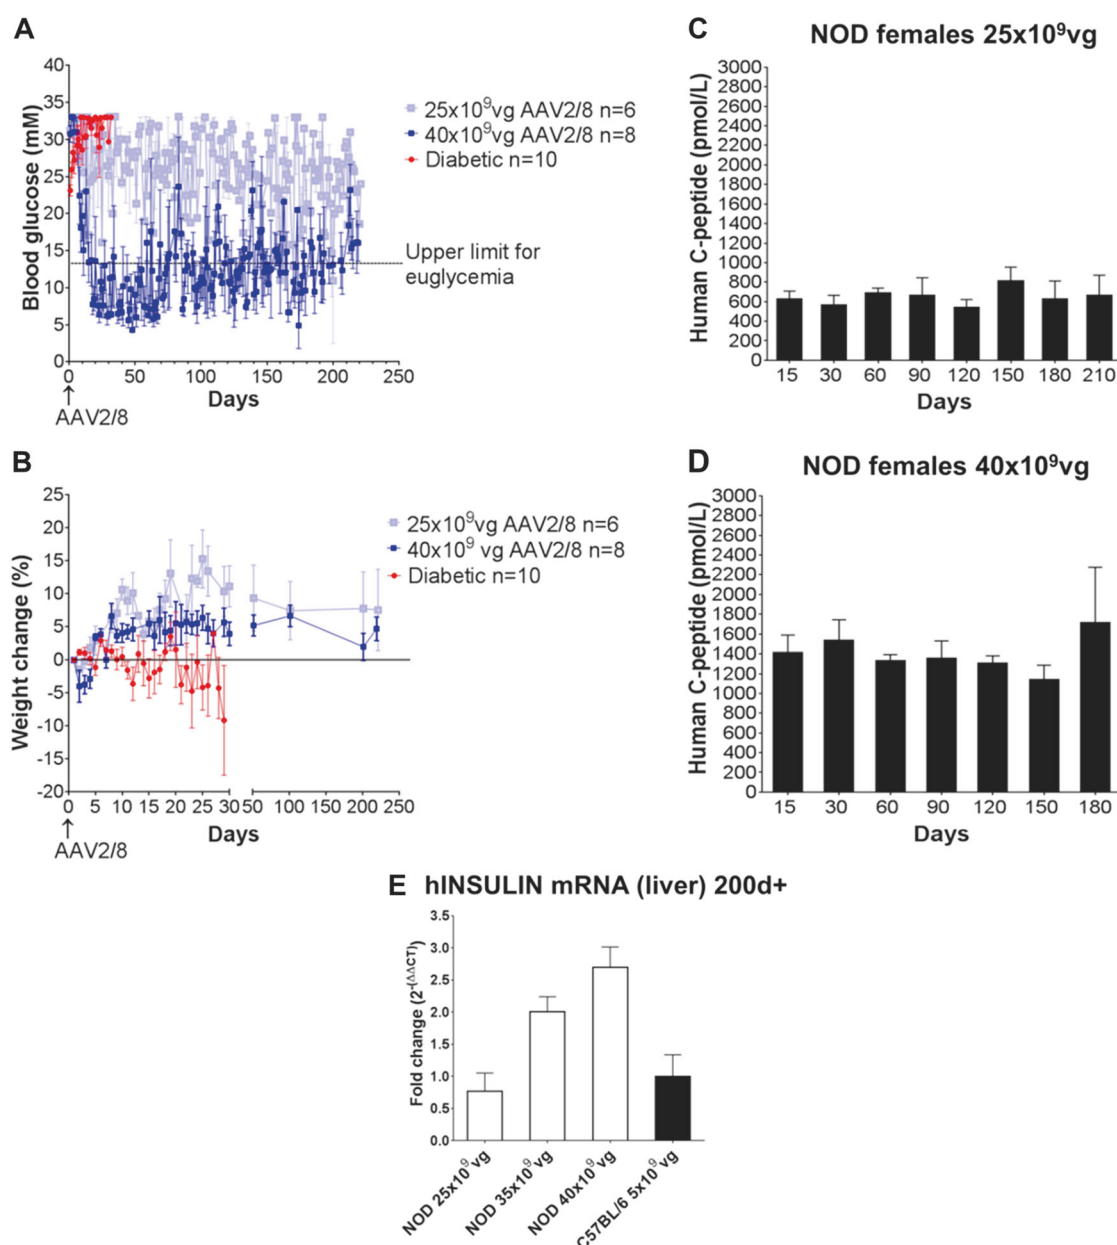 A
40
35
30
25
20
15
10
5
0
Blood glucose (mM)
0 50 100 150 200 250
Days
AAV2/8
25x10⁹vg AAV2/8 n=6
40x10⁹vg AAV2/8 n=8
Diabetic n=10
Upper limit for
euglycemia
B
25
20
15
10
5
0
-5
-10
-15
-20
Weight change (%)
0 5 10 15 20 25 30 50 100 150 200 250
Days
AAV2/8
25x10⁹vg AAV2/8 n=6
40x10⁹ vg AAV2/8 n=8
Diabetic n=10
C NOD females 25x10⁹vg
3000
2800
2600
2400
2200
2000
1800
1600
1400
1200
1000
800
600
400
200
0
Human C-peptide (pmol/L)
15 30 60 90 120 150 180 210
Days
D NOD females 40x10⁹vg
3000
2800
2600
2400
2200
2000
1800
1600
1400
1200
1000
800
600
400
200
0
Human C-peptide (pmol/L)
15 30 60 90 120 150 180
Days
E hINSULIN mRNA (liver) 200d+
3.5
3.0
2.5
2.0
1.5
1.0
0.5
0.0
Fold change (2⁻⁽ΔΔCT⁾)
NOD 25x10⁹vg
NOD 35x10⁹vg
NOD 40x10⁹vg
C57BL/6 5x10⁹vg